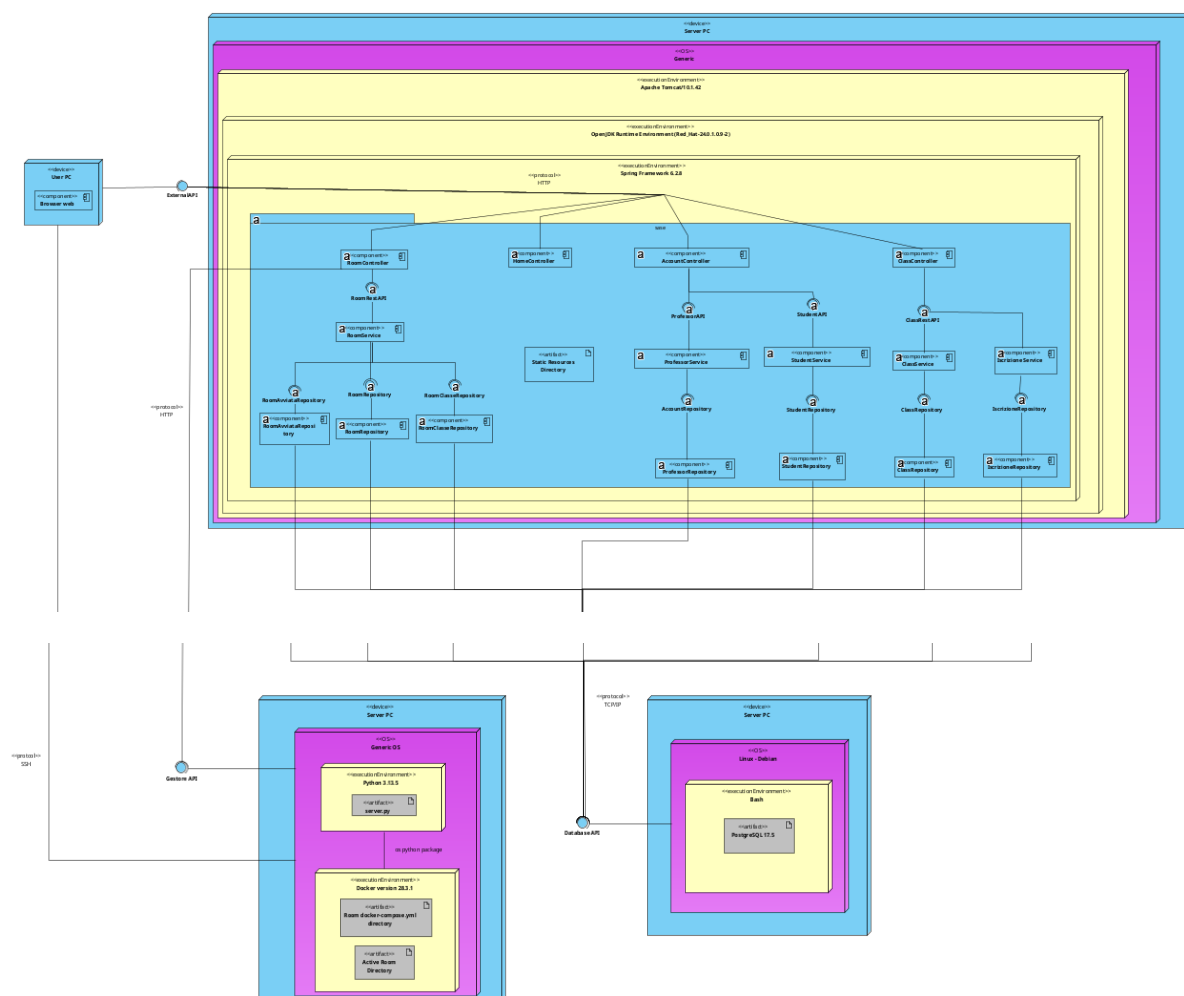 <<device>>
Server PC
<<OS>>
Generic
<<executionEnvironment>>
Apache Tomcat/10.1.42
<<executionEnvironment>>
OpenJDK Runtime Environment (Red_Hat-24.0.1.0.9-2)
<<executionEnvironment>>
Spring Framework 6.2.8
<<protocol>>
HTTP
<<device>>
User PC
<<component>>
Browser web
ExternalAPI
a
a
<<component>>
RoomController
a
<<component>>
HomeController
a
<<component>>
AccountController
a
<<component>>
ClassController
a
RoomRestAPI
a
ProfessorAPI
a
StudentAPI
a
ClassRestAPI
a
<<component>>
RoomService
<<artifact>>
Static Resources
Directory
a
<<component>>
ProfessorService
a
<<component>>
StudentService
a
<<component>>
ClassService
a
<<component>>
IscrizioneService
a
RoomAvviataRepository
a
RoomRepository
a
RoomClasseRepository
a
AccountRepository
a
StudentRepository
a
ClassRepository
a
IscrizioneRepository
<<protocol>>
HTTP
a
<<component>>
RoomAvviataReposi
tory
a
<<component>>
RoomRepository
a
<<component>>
RoomClasseRepository
a
<<component>>
ProfessorRepository
a
<<component>>
StudentRepository
a
<<component>>
ClassRepository
a
<<component>>
IscrizioneRepository
<<protocol>>
TCP/IP
<<protocol>>
SSH
Gestore API
<<device>>
Server PC
<<OS>>
Generic OS
<<executionEnvironment>>
Python 3.13.5
<<artifact>>
server.py
os python package
<<executionEnvironment>>
Docker version 28.3.1
<<artifact>>
Room docker-compose.yml
directory
<<artifact>>
Active Room
Directory
Database API
<<device>>
Server PC
<<OS>>
Linux - Debian
<<executionEnvironment>>
Bash
<<artifact>>
PostgreSQL 17.5